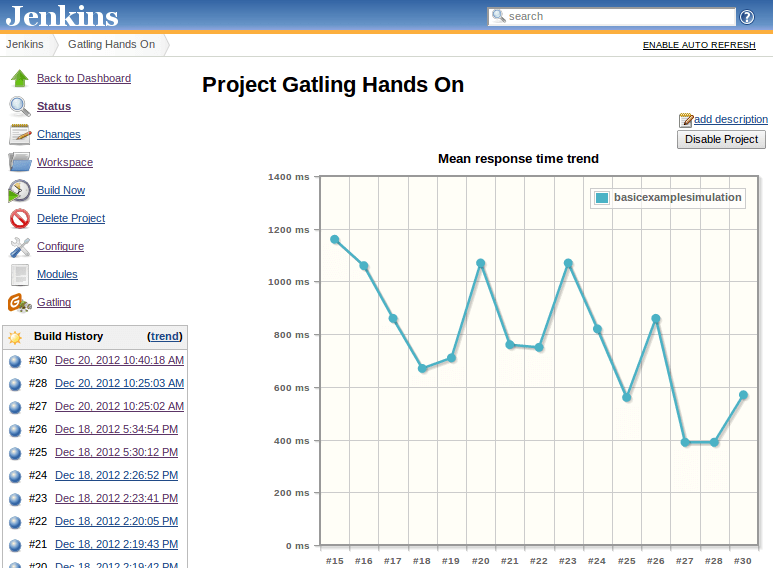 Jenkins
search
?
Jenkins Gatling Hands On
ENABLE AUTO REFRESH
Back to Dashboard
Status
Changes
Workspace
Build Now
Delete Project
Configure
Modules
Gatling
Build History (trend)
#30 Dec 20, 2012 10:40:18 AM
#28 Dec 20, 2012 10:25:03 AM
#27 Dec 20, 2012 10:25:02 AM
#26 Dec 18, 2012 5:34:54 PM
#25 Dec 18, 2012 5:30:12 PM
#24 Dec 18, 2012 2:26:52 PM
#23 Dec 18, 2012 2:23:41 PM
#22 Dec 18, 2012 2:20:05 PM
#21 Dec 18, 2012 2:19:43 PM
#20 Dec 18, 2012 2:19:42 PM
Project Gatling Hands On
add description
Disable Project
Mean response time trend
basicexamplesimulation
1400 ms
1200 ms
1000 ms
800 ms
600 ms
400 ms
200 ms
0 ms
#15 #16 #17 #18 #19 #20 #21 #22 #23 #24 #25 #26 #27 #28 #30